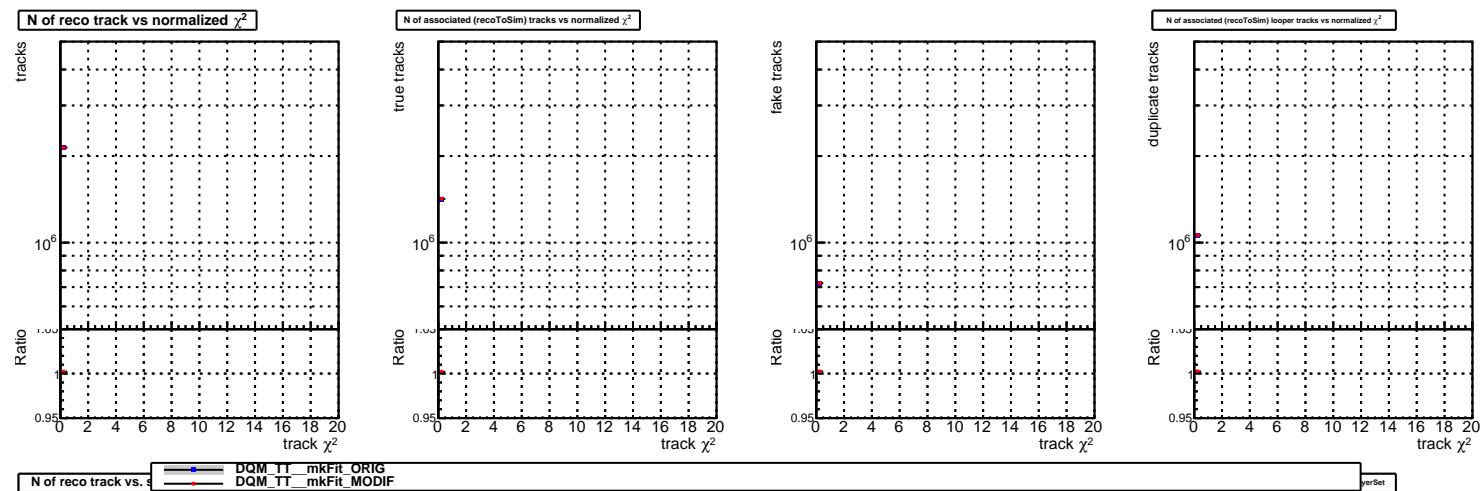 N of reco track vs normalized χ²
N of associated (recoToSim) tracks vs normalized χ²
N of associated (recoToSim) looper tracks vs normalized χ²
tracks
10⁶
Ratio
1
0.95
0 2 4 6 8 10 12 14 16 18 20
track χ²
true tracks
10⁶
Ratio
1
0.95
0 2 4 6 8 10 12 14 16 18 20
track χ²
fake tracks
10⁶
Ratio
1
0.95
0 2 4 6 8 10 12 14 16 18 20
track χ²
duplicate tracks
10⁶
Ratio
1
0.95
0 2 4 6 8 10 12 14 16 18 20
track χ²
N of reco track vs. s
DQM_TT__mkFit_ORIG
DQM_TT__mkFit_MODIF
yerSet